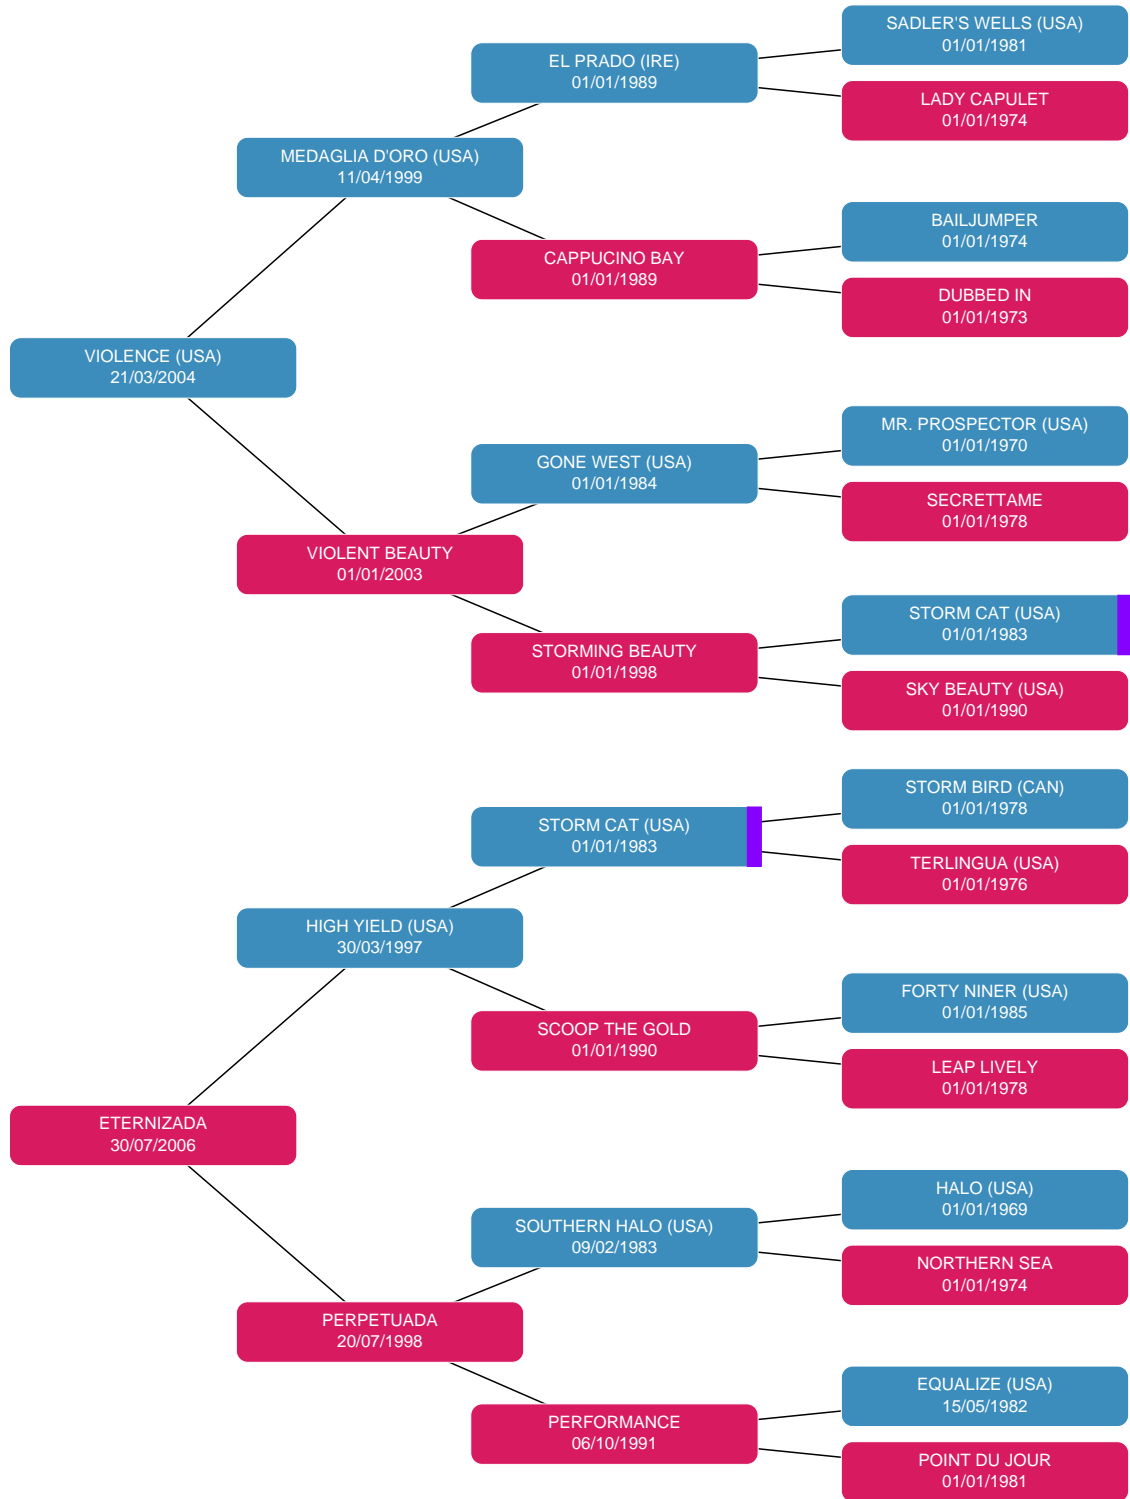 SADLER'S WELLS (USA)
01/01/1981
EL PRADO (IRE)
01/01/1989
LADY CAPULET
01/01/1974
MEDAGLIA D'ORO (USA)
11/04/1999
BAILJUMPER
01/01/1974
CAPPUCINO BAY
01/01/1989
DUBBED IN
01/01/1973
VIOLENCE (USA)
21/03/2004
MR. PROSPECTOR (USA)
01/01/1970
GONE WEST (USA)
01/01/1984
SECRETTAME
01/01/1978
VIOLENT BEAUTY
01/01/2003
STORM CAT (USA)
01/01/1983
STORMING BEAUTY
01/01/1998
SKY BEAUTY (USA)
01/01/1990
STORM BIRD (CAN)
01/01/1978
STORM CAT (USA)
01/01/1983
TERLINGUA (USA)
01/01/1976
HIGH YIELD (USA)
30/03/1997
FORTY NINER (USA)
01/01/1985
SCOOP THE GOLD
01/01/1990
LEAP LIVELY
01/01/1978
ETERNIZADA
30/07/2006
HALO (USA)
01/01/1969
SOUTHERN HALO (USA)
09/02/1983
NORTHERN SEA
01/01/1974
PERPETUADA
20/07/1998
EQUALIZE (USA)
15/05/1982
PERFORMANCE
06/10/1991
POINT DU JOUR
01/01/1981